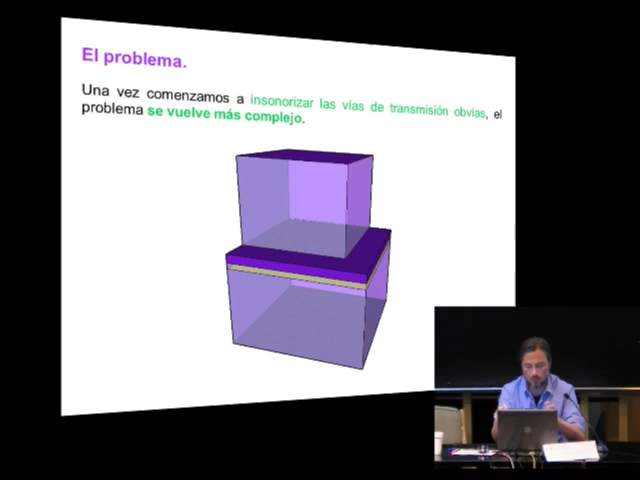 El problema.
Una vez comenzamos a insonorizar las vías de transmisión obvias, el
problema se vuelve más complejo.